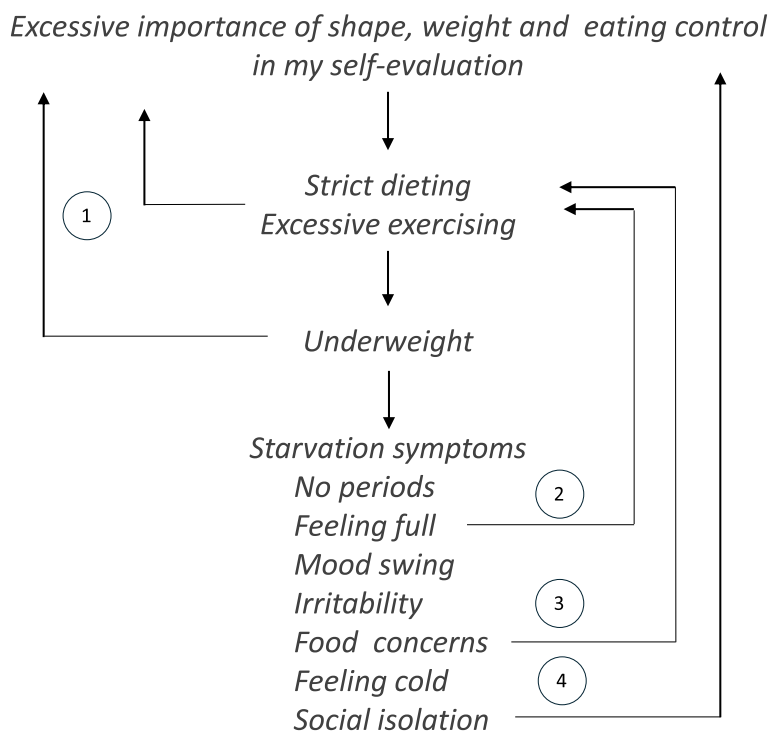 Excessive importance of shape, weight and eating control
in my self-evaluation
1
Strict dieting
Excessive exercising
Underweight
Starvation symptoms
No periods
2
Feeling full
Mood swing
Irritability
3
Food concerns
Feeling cold
4
Social isolation